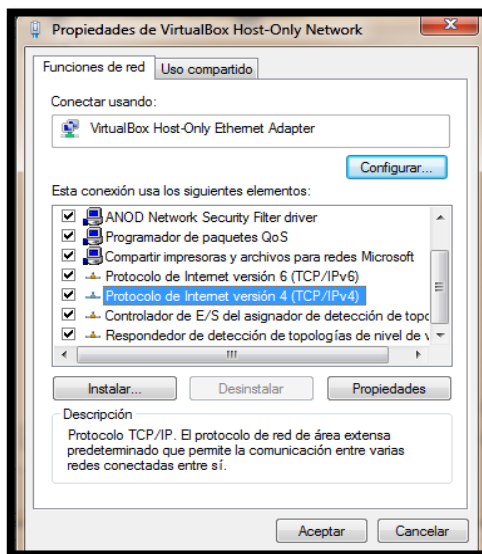 Propiedades de VirtualBox Host-Only Network
Funciones de red
Uso compartido
Conectar usando:
VirtualBox Host-Only Ethernet Adapter
Configurar...
Esta conexión usa los siguientes elementos:
ANOD Network Security Filter driver
Programador de paquetes QoS
Compartir impresoras y archivos para redes Microsoft
Protocolo de Internet versión 6 (TCP/IPv6)
Protocolo de Internet versión 4 (TCP/IPv4)
Controlador de E/S del asignador de detección de topo
Respondedor de detección de topologías de nivel de v
Instalar...
Desinstalar
Propiedades
Descripción
Protocolo TCP/IP. El protocolo de red de área extensa
predeterminado que permite la comunicación entre varias
redes conectadas entre sí.
Aceptar
Cancelar